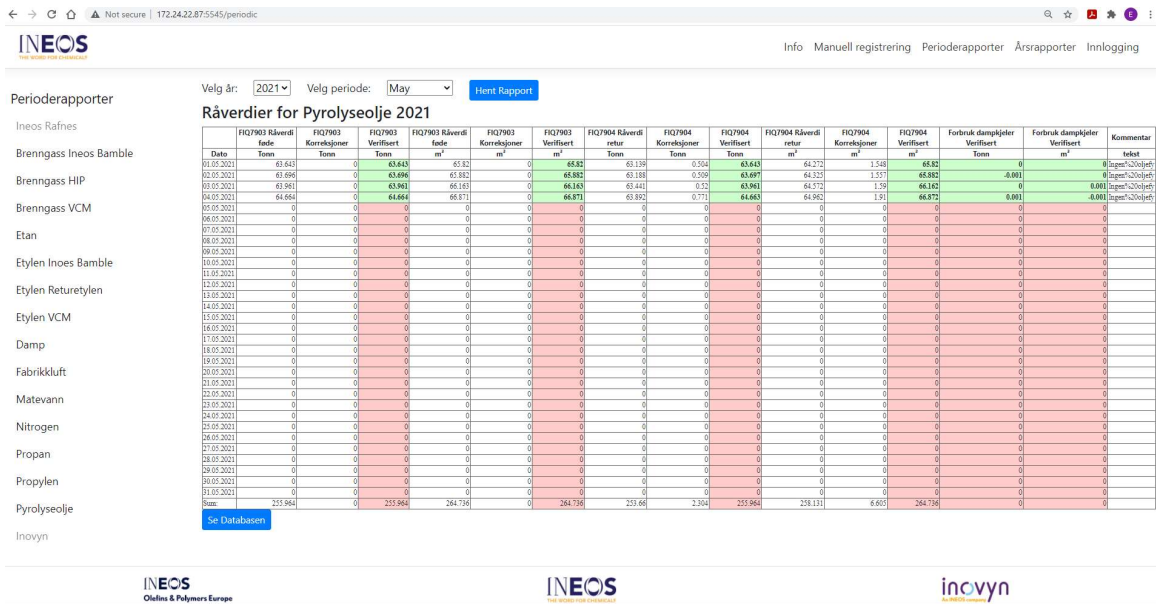 Not secure | 172.24.22.87:5545/periodic
INEOS
THE WORD FOR CHEMICALS
Info Manuell registrering Perioderapporter Årsrapporter Innlogging
Velg år: 2021 Velg periode: May Hent Rapport
Perioderapporter
Ineos Rafnes
Brenngass Ineos Bamble
Brenngass HIP
Brenngass VCM
Etan
Etylen Inoes Bamble
Etylen Returetylen
Etylen VCM
Damp
Fabrikkluft
Matevann
Nitrogen
Propan
Propylen
Pyrolyseolje
Inovyn
Råverdier for Pyrolyseolje 2021
FIQ7903 Råverdi føde FIQ7903 Korreksjoner FIQ7903 Verifisert FIQ7903 Råverdi føde FIQ7903 Korreksjoner FIQ7903 Verifisert FIQ7904 Råverdi retur FIQ7904 Korreksjoner FIQ7904 Verifisert FIQ7904 Råverdi retur FIQ7904 Korreksjoner FIQ7904 Verifisert Forbruk dampkjeler Verifisert Forbruk dampkjeler Verifisert Kommentar
Dato Tonn Tonn Tonn m³ m³ m³ Tonn Tonn Tonn m³ m³ m³ Tonn m³ tekst
01.05.2021 63.643 0 63.643 65.82 0 65.82 63.139 0.504 63.643 64.272 1.548 65.82 0 0 Ingen%20oljefy
02.05.2021 63.696 0 63.696 65.882 0 65.882 63.188 0.509 63.697 64.325 1.557 65.882 -0.001 0 Ingen%20oljefy
03.05.2021 63.961 0 63.961 66.163 0 66.163 63.441 0.52 63.961 64.572 1.59 66.162 0 0.001 Ingen%20oljefy
04.05.2021 64.664 0 64.664 66.871 0 66.871 63.892 0.771 64.663 64.962 1.91 66.872 0.001 -0.001 Ingen%20oljefy
05.05.2021 0 0 0 0 0 0 0 0 0 0 0 0 0 0
06.05.2021 0 0 0 0 0 0 0 0 0 0 0 0 0 0
07.05.2021 0 0 0 0 0 0 0 0 0 0 0 0 0 0
08.05.2021 0 0 0 0 0 0 0 0 0 0 0 0 0 0
09.05.2021 0 0 0 0 0 0 0 0 0 0 0 0 0 0
10.05.2021 0 0 0 0 0 0 0 0 0 0 0 0 0 0
11.05.2021 0 0 0 0 0 0 0 0 0 0 0 0 0 0
12.05.2021 0 0 0 0 0 0 0 0 0 0 0 0 0 0
13.05.2021 0 0 0 0 0 0 0 0 0 0 0 0 0 0
14.05.2021 0 0 0 0 0 0 0 0 0 0 0 0 0 0
15.05.2021 0 0 0 0 0 0 0 0 0 0 0 0 0 0
16.05.2021 0 0 0 0 0 0 0 0 0 0 0 0 0 0
17.05.2021 0 0 0 0 0 0 0 0 0 0 0 0 0 0
18.05.2021 0 0 0 0 0 0 0 0 0 0 0 0 0 0
19.05.2021 0 0 0 0 0 0 0 0 0 0 0 0 0 0
20.05.2021 0 0 0 0 0 0 0 0 0 0 0 0 0 0
21.05.2021 0 0 0 0 0 0 0 0 0 0 0 0 0 0
22.05.2021 0 0 0 0 0 0 0 0 0 0 0 0 0 0
23.05.2021 0 0 0 0 0 0 0 0 0 0 0 0 0 0
24.05.2021 0 0 0 0 0 0 0 0 0 0 0 0 0 0
25.05.2021 0 0 0 0 0 0 0 0 0 0 0 0 0 0
26.05.2021 0 0 0 0 0 0 0 0 0 0 0 0 0 0
27.05.2021 0 0 0 0 0 0 0 0 0 0 0 0 0 0
28.05.2021 0 0 0 0 0 0 0 0 0 0 0 0 0 0
29.05.2021 0 0 0 0 0 0 0 0 0 0 0 0 0 0
30.05.2021 0 0 0 0 0 0 0 0 0 0 0 0 0 0
31.05.2021 0 0 0 0 0 0 0 0 0 0 0 0 0 0
Sum: 255.964 0 255.964 264.736 0 264.736 253.66 2.304 255.964 258.131 6.605 264.736 0 0
Se Databasen
INEOS
Olefins & Polymers Europe
INEOS
THE WORD FOR CHEMICALS
inovyn
An INEOS company